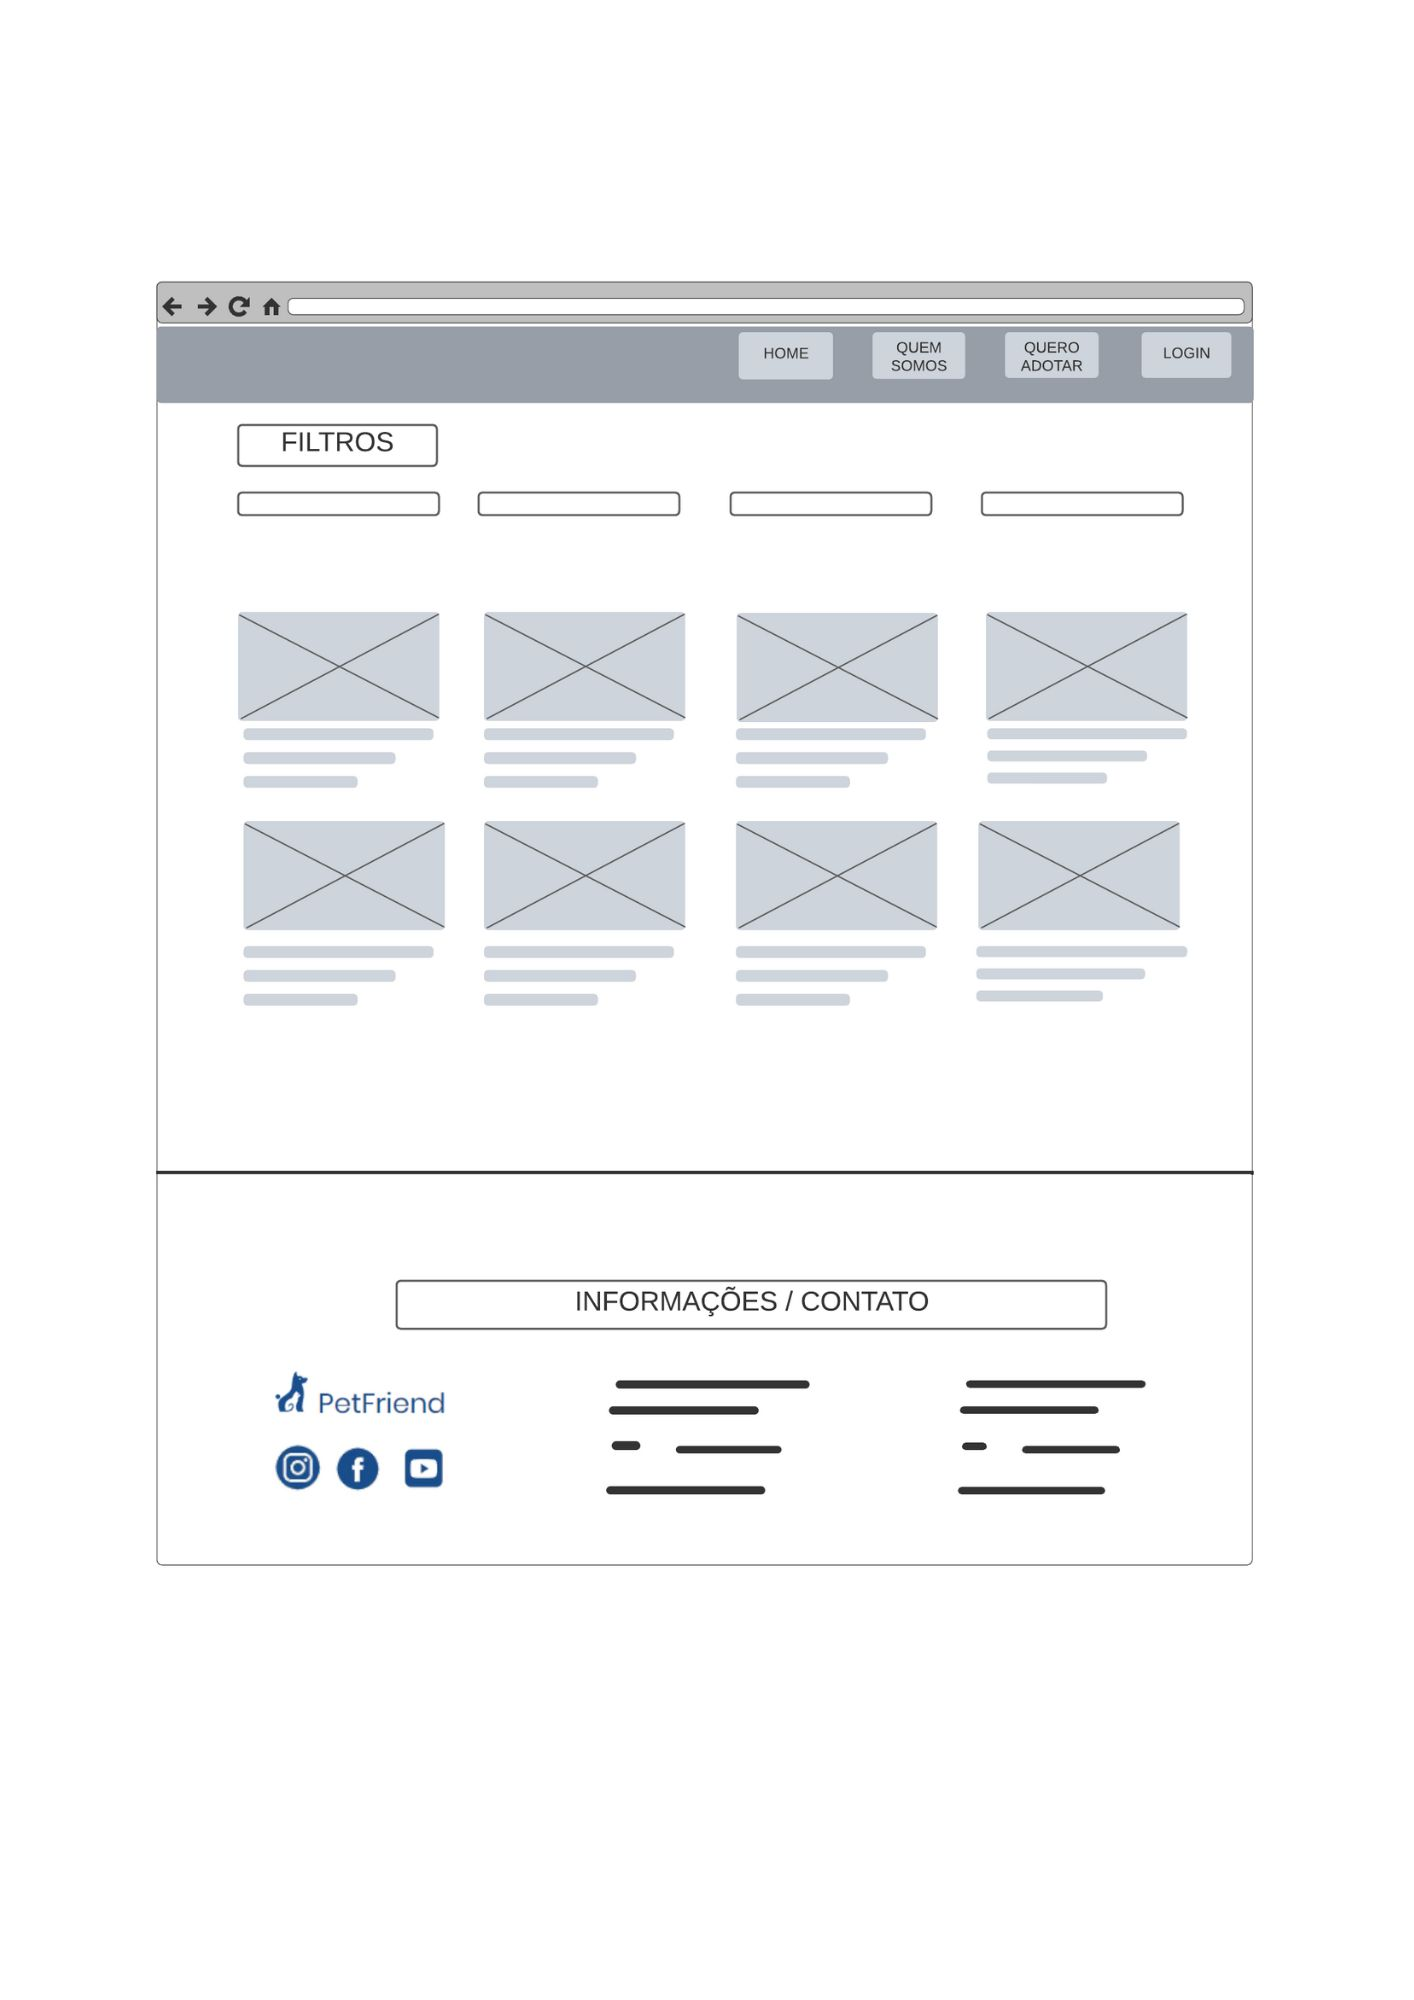 HOME
QUEM
SOMOS
QUERO
ADOTAR
LOGIN
FILTROS
INFORMAÇÕES / CONTATO
PetFriend